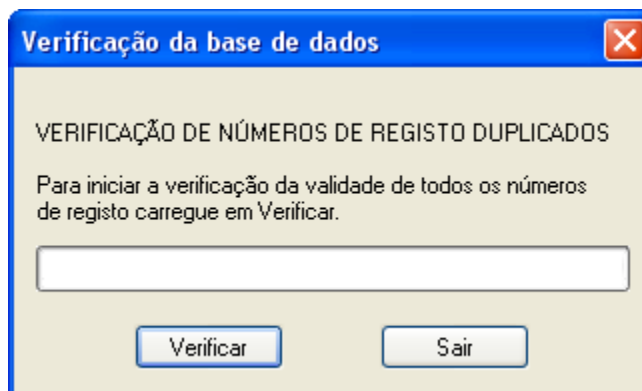 Verificação da base de dados
VERIFICAÇÃO DE NÚMEROS DE REGISTO DUPLICADOS
Para iniciar a verificação da validade de todos os números
de registo carregue em Verificar.
Verificar
Sair